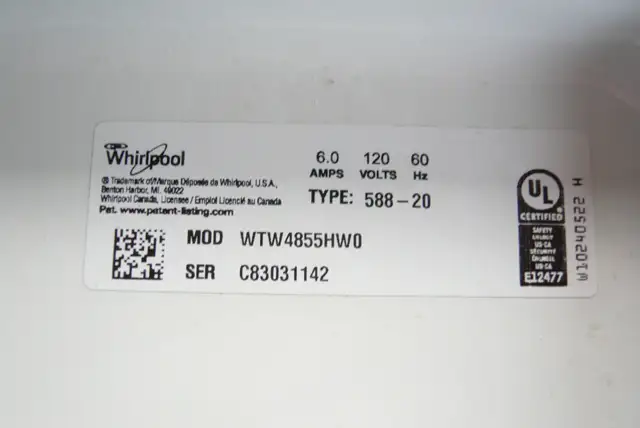 Whirlpool
® Trademark of/Marque Déposée de Whirlpool, U.S.A.,
Benton Harbor, MI. 49022
Whirlpool Canada, Licensee / Emploi Licencié au Canada
Pat. www.patent-listing.com
6.0 120 60
AMPS VOLTS Hz
TYPE: 588-20
MOD WTW4855HW0
SER C83031142
UL
CERTIFIED
SAFETY
US-CA
SÉCURITÉ
US-CA
E12477
W10240522 H